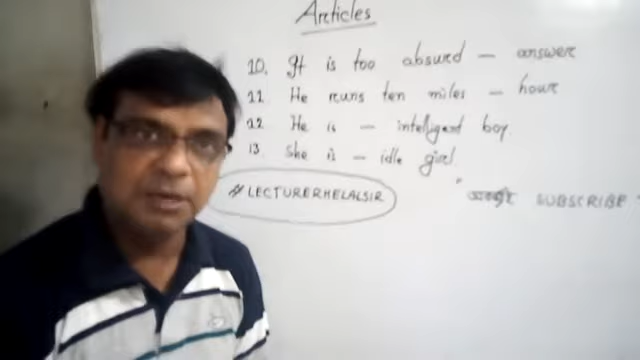 Articles
10. It is too absurd – answer
11 He runs ten miles – hour
12 He is – intelligent boy.
13 She is – idle girl.
#LECTURERHELALSIR
SUBSCRIBE